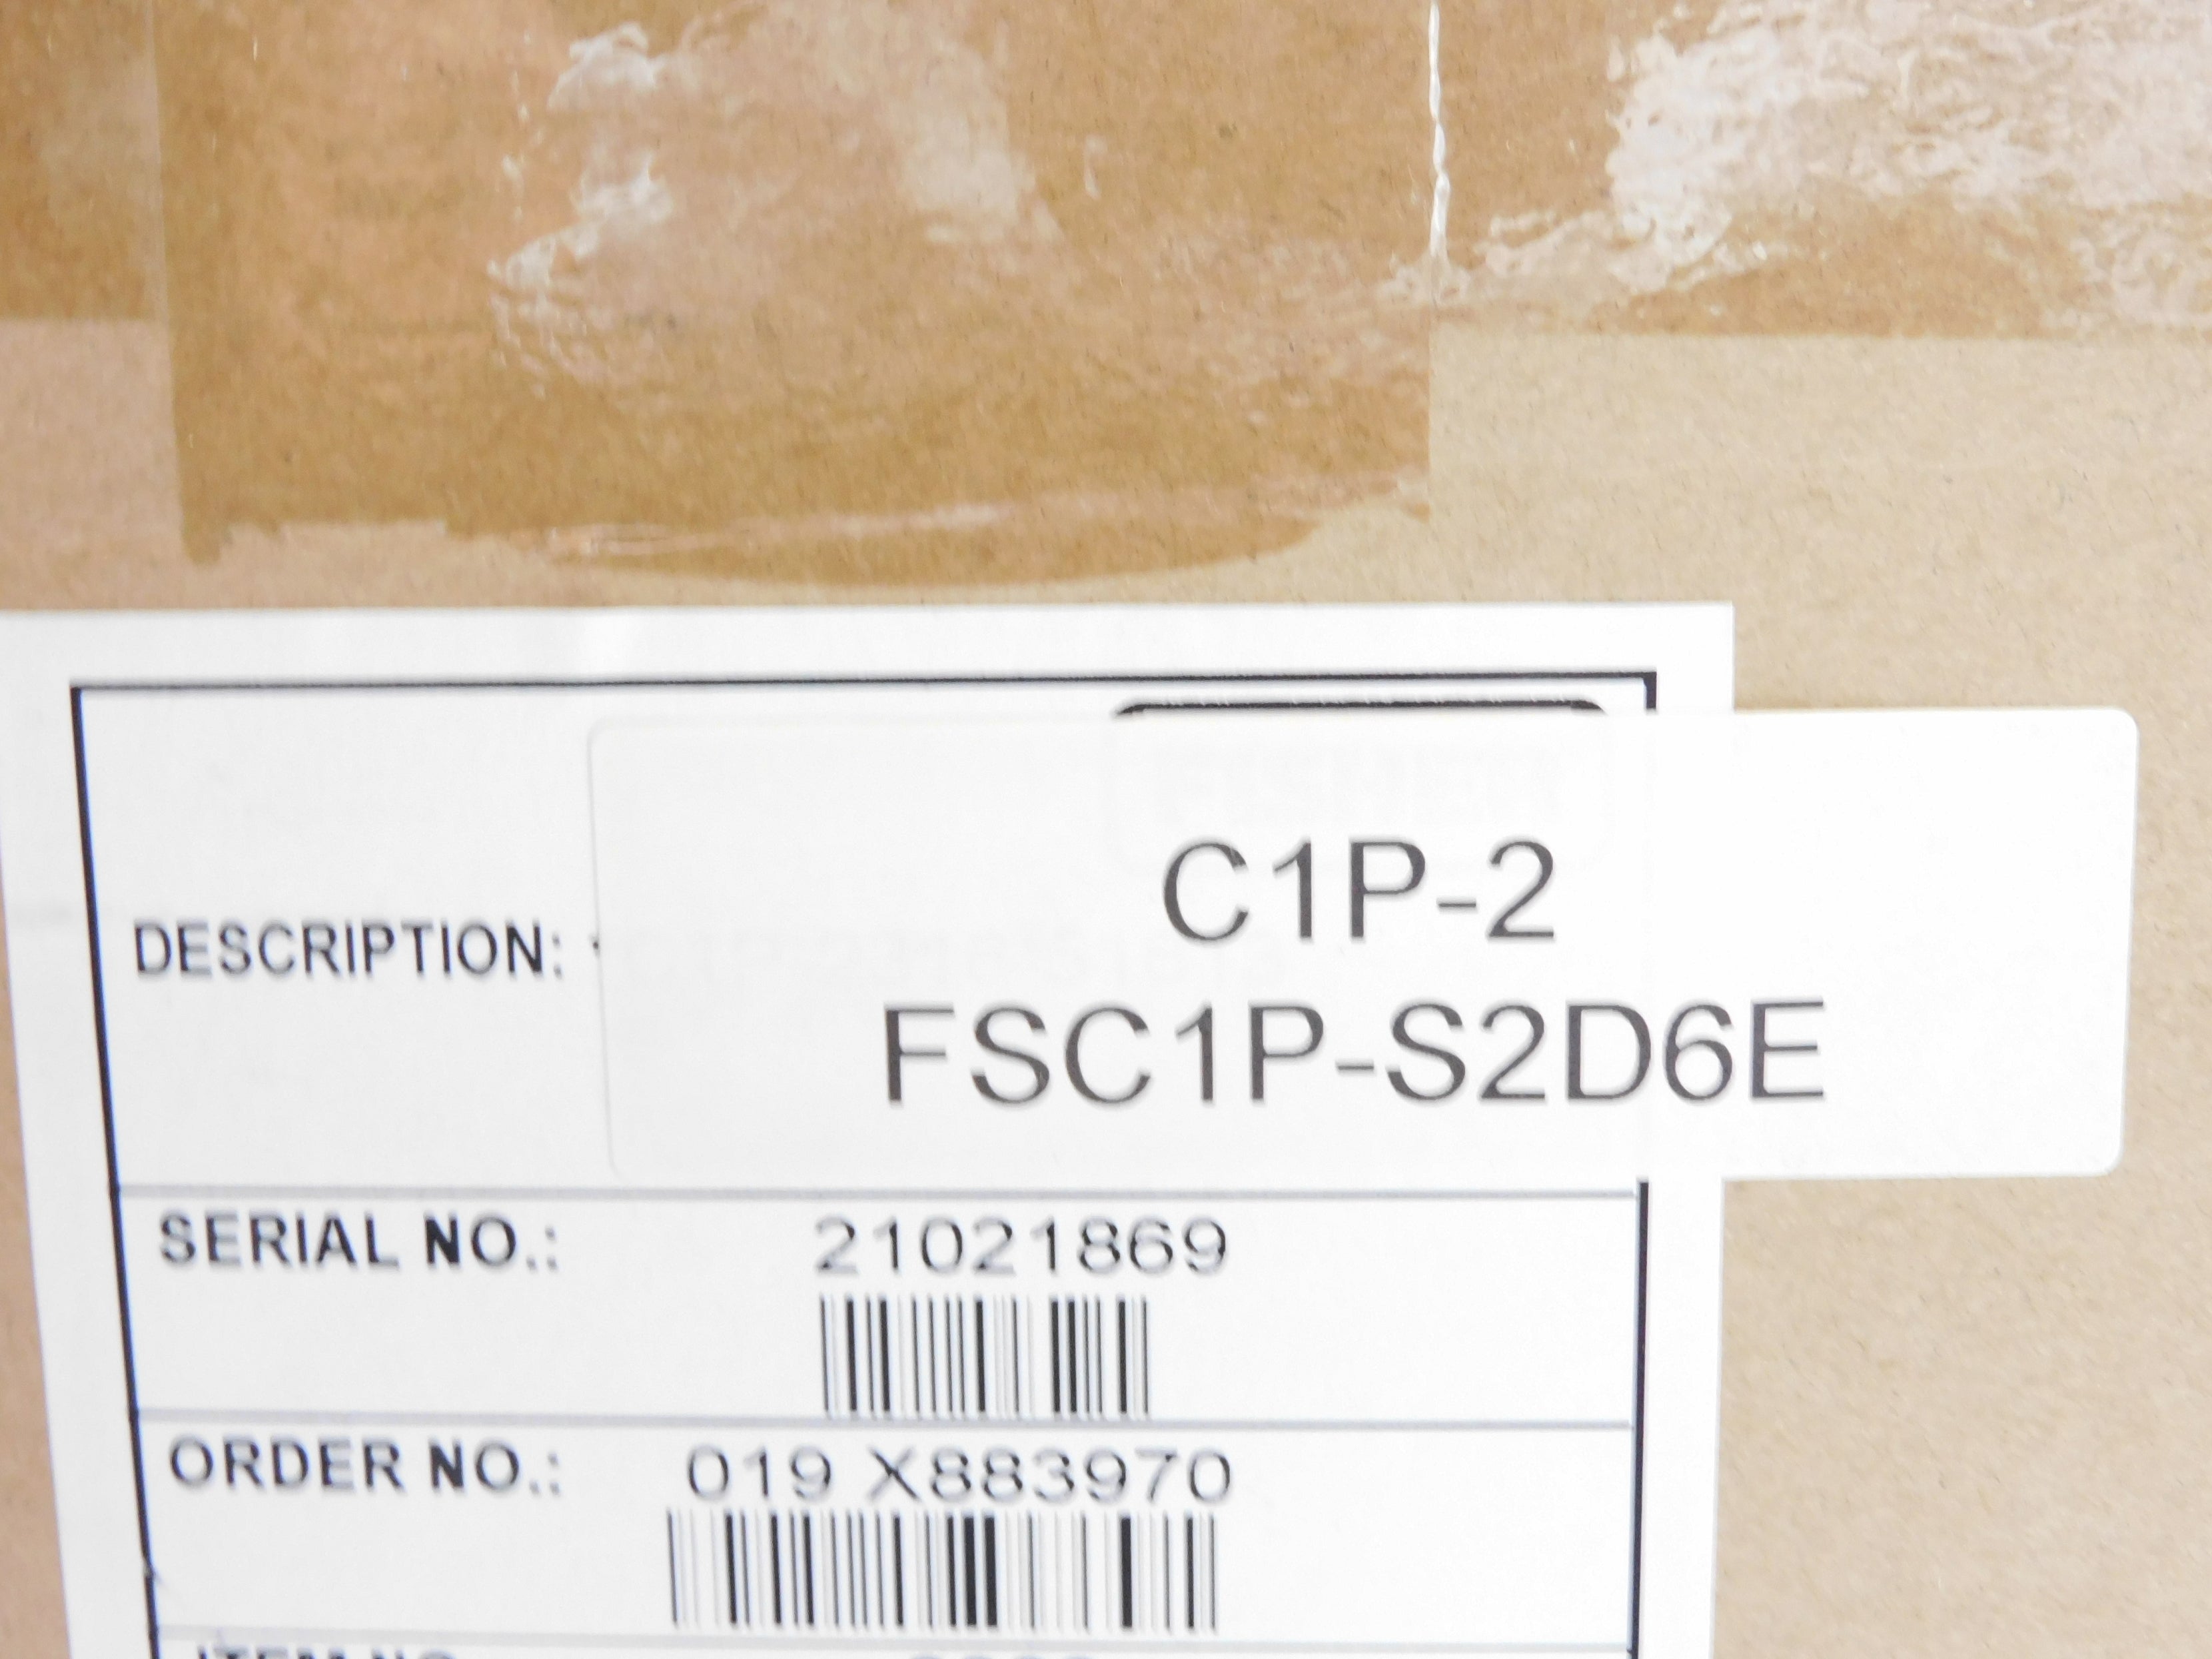 C1P-2
DESCRIPTION:
FSC1P-S2D6E
SERIAL NO.: 21021869
ORDER NO.: 019 X883970